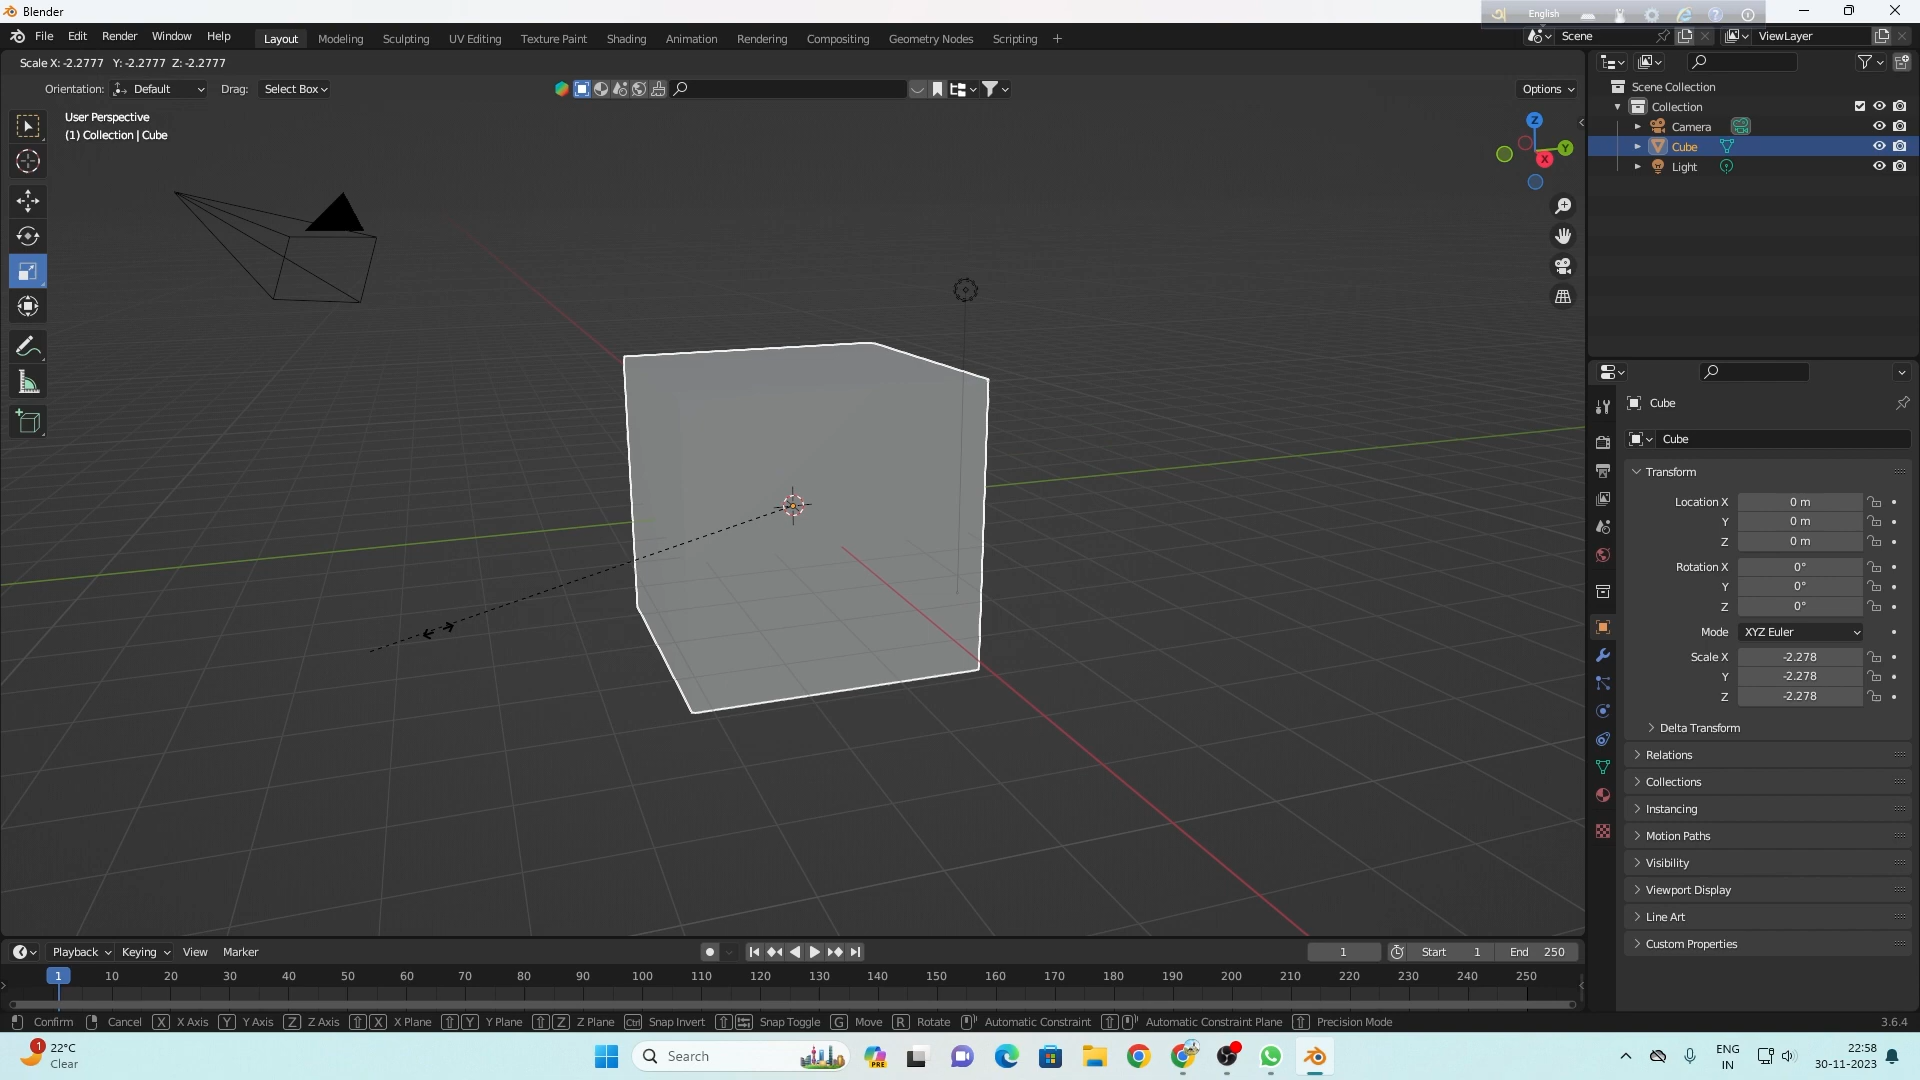 Blender
English
File Edit Render Window Help Layout Modeling Sculpting UV Editing Texture Paint Shading Animation Rendering Compositing Geometry Nodes Scripting + Scene ViewLayer
Scale X: -2.2777 Y: -2.2777 Z: -2.2777
Orientation: Default Drag: Select Box Options
User Perspective
(1) Collection | Cube
Z
Y
X
Scene Collection
Collection
Camera
Cube
Light
Cube
Cube
Transform
Location X 0 m
Y 0 m
Z 0 m
Rotation X 0°
Y 0°
Z 0°
Mode XYZ Euler
Scale X -2.278
Y -2.278
Z -2.278
Delta Transform
Relations
Collections
Instancing
Motion Paths
Visibility
Viewport Display
Line Art
Custom Properties
Playback Keying View Marker 1 Start 1 End 250
1 10 20 30 40 50 60 70 80 90 100 110 120 130 140 150 160 170 180 190 200 210 220 230 240 250
Confirm Cancel X X Axis Y Y Axis Z Z Axis X X Plane Y Y Plane Z Z Plane Ctrl Snap Invert Snap Toggle G Move R Rotate Automatic Constraint Automatic Constraint Plane Precision Mode 3.6.4
1 22°C
Clear
Search
PRE
ENG
IN
22:58
30-11-2023